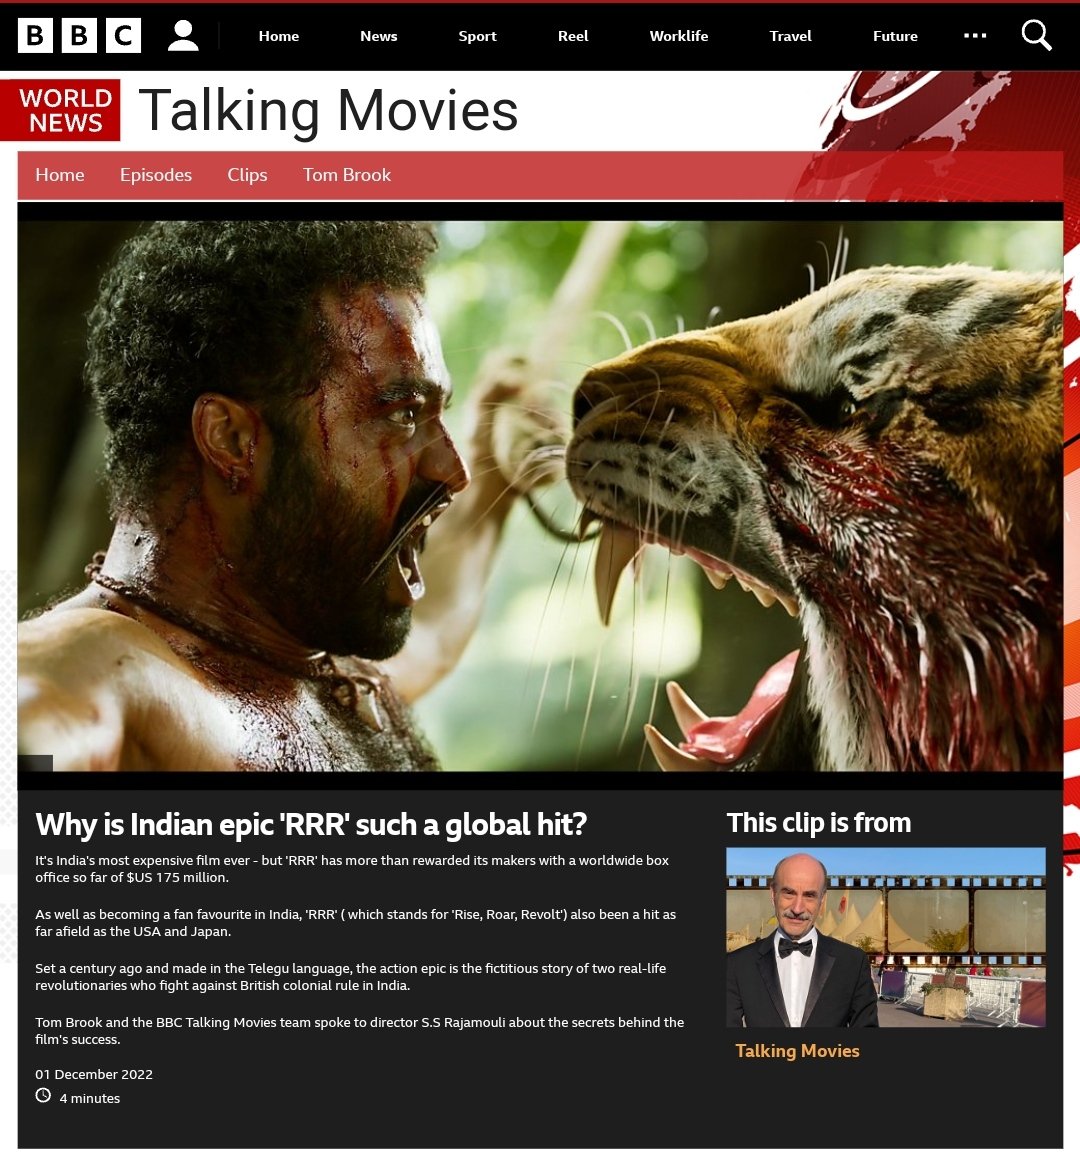 BBC
Home News Sport Reel Worklife Travel Future
WORLD
NEWS
Talking Movies
Home Episodes Clips Tom Brook
Why is Indian epic 'RRR' such a global hit?
It's India's most expensive film ever - but 'RRR' has more than rewarded its makers with a worldwide box
office so far of $US 175 million.
As well as becoming a fan favourite in India, 'RRR' ( which stands for 'Rise, Roar, Revolt') also been a hit as
far afield as the USA and Japan.
Set a century ago and made in the Telegu language, the action epic is the fictitious story of two real-life
revolutionaries who fight against British colonial rule in India.
Tom Brook and the BBC Talking Movies team spoke to director S.S Rajamouli about the secrets behind the
film's success.
01 December 2022
4 minutes
This clip is from
Talking Movies